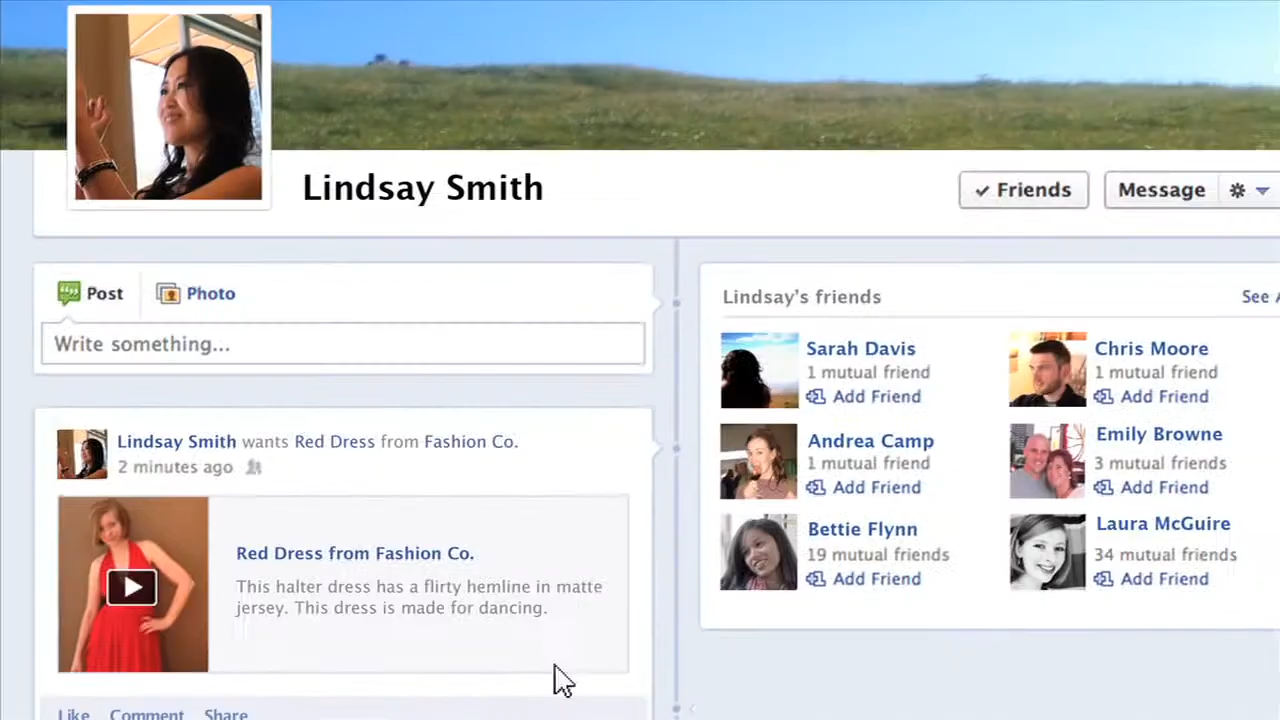 Lindsay Smith
Friends
Message
Post
Photo
Write something...
Lindsay Smith wants Red Dress from Fashion Co.
2 minutes ago
Red Dress from Fashion Co.
This halter dress has a flirty hemline in matte
jersey. This dress is made for dancing.
Like Comment Share
Lindsay's friends
See
Sarah Davis
1 mutual friend
Add Friend
Chris Moore
1 mutual friend
Add Friend
Andrea Camp
1 mutual friend
Add Friend
Emily Browne
3 mutual friends
Add Friend
Bettie Flynn
19 mutual friends
Add Friend
Laura McGuire
34 mutual friends
Add Friend